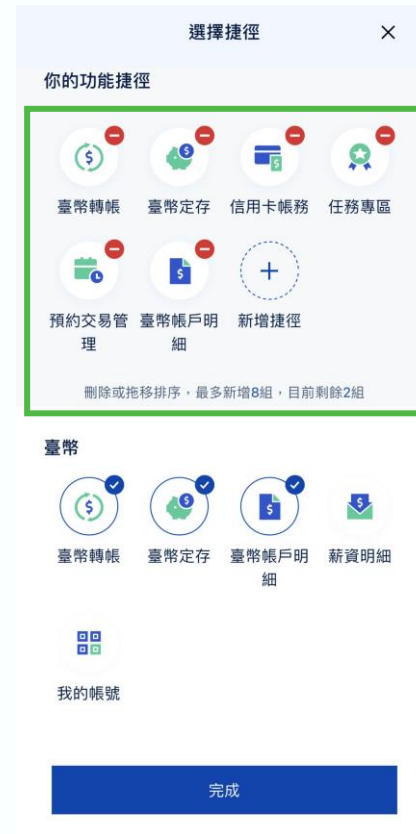 選擇捷徑
你的功能捷徑
臺幣轉帳 臺幣定存 信用卡帳務 任務專區
預約交易管理 臺幣帳戶明細 新增捷徑
刪除或拖移排序，最多新增8組，目前剩餘2組
臺幣
臺幣轉帳 臺幣定存 臺幣帳戶明細 薪資明細
我的帳號
完成